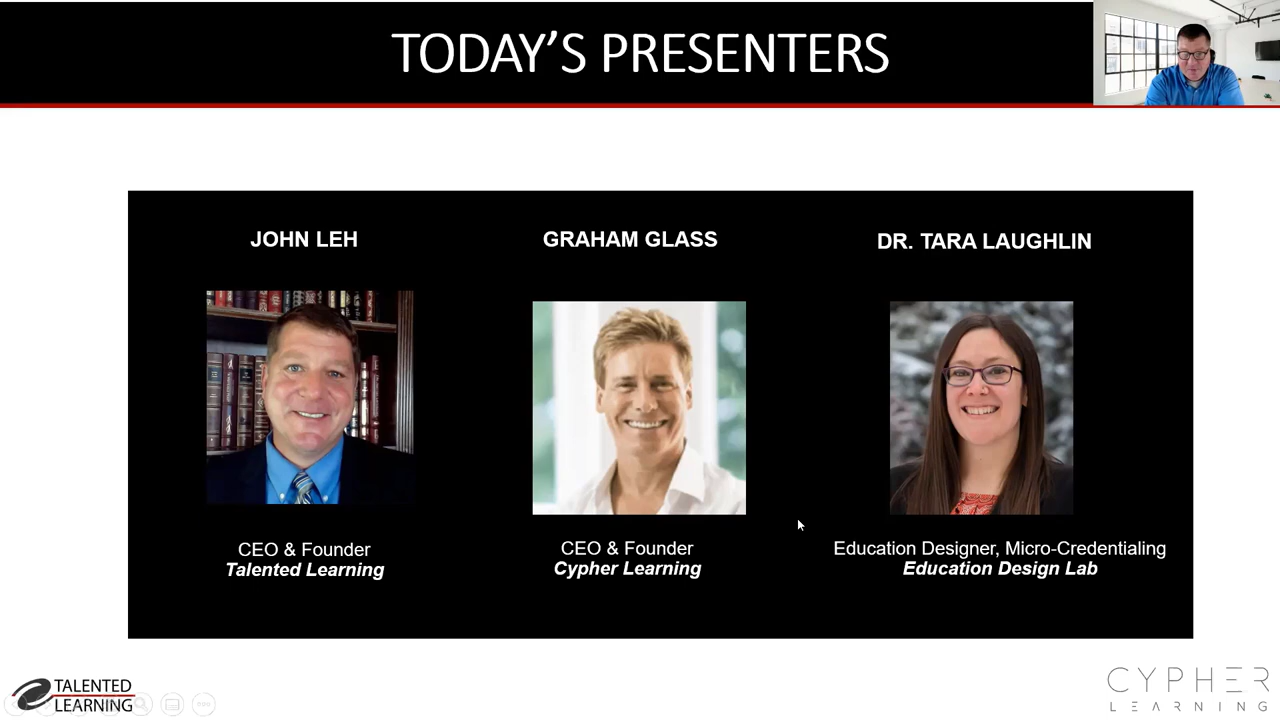 TODAY'S PRESENTERS
JOHN LEH
GRAHAM GLASS
DR. TARA LAUGHLIN
CEO & Founder
Talented Learning
CEO & Founder
Cypher Learning
Education Designer, Micro-Credentialing
Education Design Lab
TALENTED
LEARNING
CYPHER
LEARNING